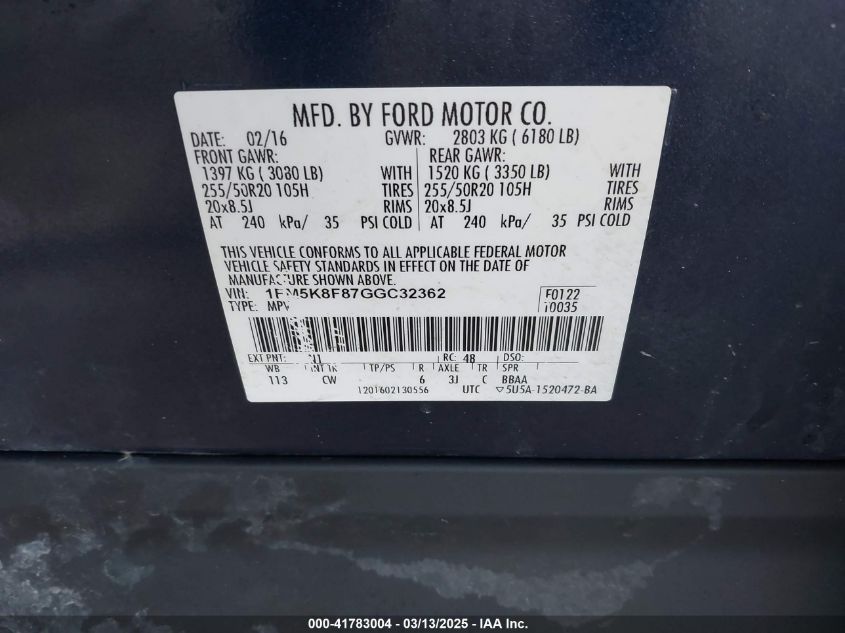 MFD. BY FORD MOTOR CO.
DATE: 02/16 GVWR: 2803 KG ( 6180 LB)
FRONT GAWR: REAR GAWR:
1397 KG ( 3080 LB) WITH 1520 KG ( 3350 LB) WITH
255/50R20 105H TIRES 255/50R20 105H TIRES
20x8.5J RIMS 20x8.5J RIMS
AT 240 kPa/ 35 PSI COLD AT 240 kPa/ 35 PSI COLD
THIS VEHICLE CONFORMS TO ALL APPLICABLE FEDERAL MOTOR
VEHICLE SAFETY STANDARDS IN EFFECT ON THE DATE OF
MANUFACTURE SHOWN ABOVE.
VIN: 1FM5K8F87GGC32362 F0122
TYPE: MPV T0035
EXT PNT: RC: 48 DSO:
WB INT TR TP/PS R AXLE TR SPR
113 CW 6 3J C BBAA
1201602130556 UTC ▽5U5A-1520472-BA
000-41783004 - 03/13/2025 - IAA Inc.